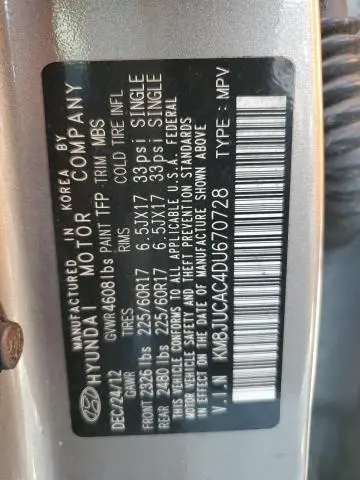 MANUFACTURED IN KOREA BY
HYUNDAI MOTOR COMPANY
DEC/24/12 GVWR 4608 lbs PAINT TFP TRIM MBS
GAWR TIRES RIMS COLD TIRE INFL
FRONT 2326 lbs 225/60R17 6.5JX17 33psi SINGLE
REAR 2480 lbs 225/60R17 6.5JX17 33psi SINGLE
THIS VEHICLE CONFORMS TO ALL APPLICABLE U.S.A. FEDERAL
MOTOR VEHICLE SAFETY AND THEFT PREVENTION STANDARDS
IN EFFECT ON THE DATE OF MANUFACTURE SHOWN ABOVE.
V.I.N KM8JUCAC4DU670728 TYPE: MPV